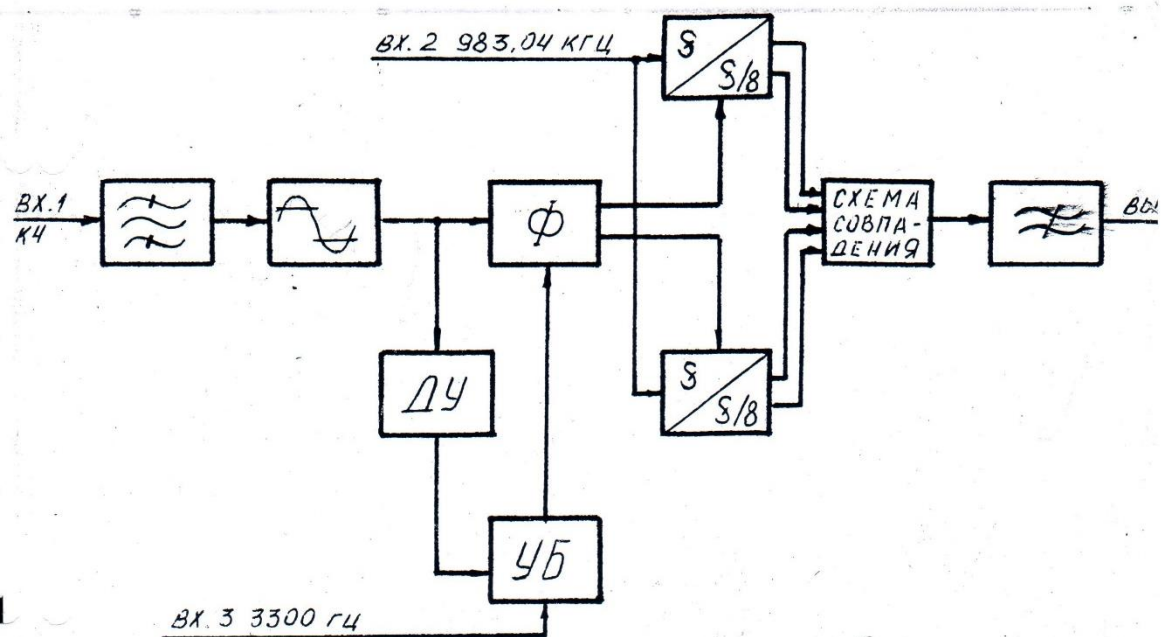 ВХ. 2 983,04 КГЦ
f
f/8
ВХ.1
КЧ
Ф
СХЕМА
СОВПА-
ДЕНИЯ
ВЫ
ДУ
f
f/8
УБ
ВХ. 3 3300 ГЦ